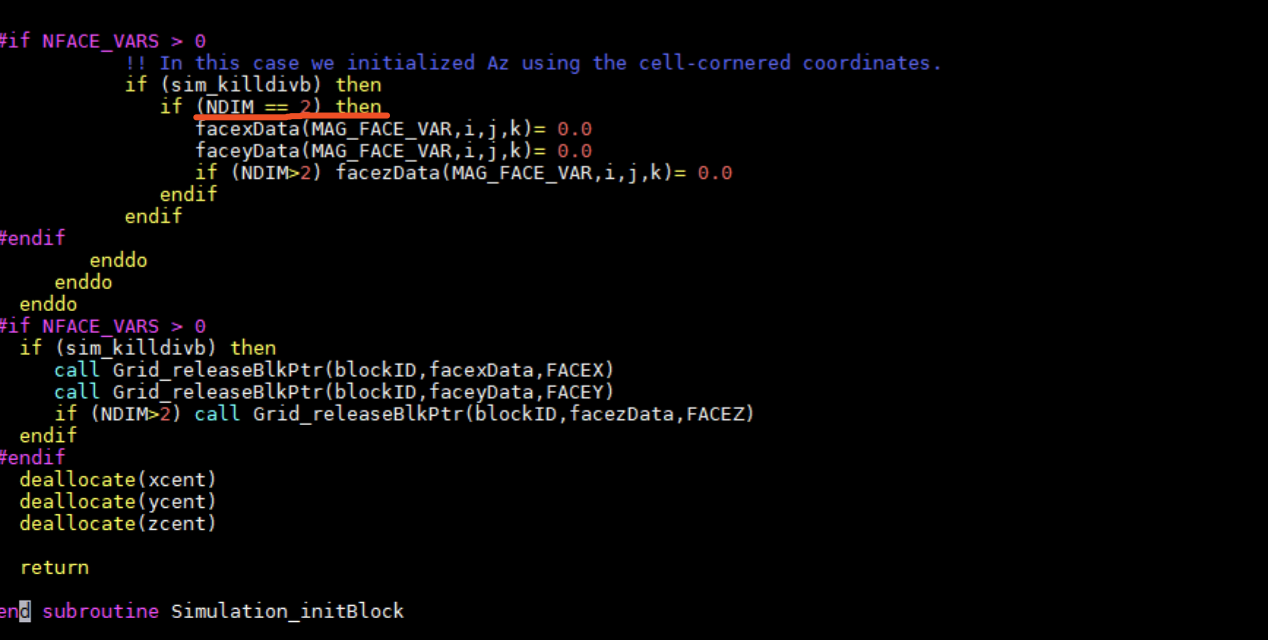 #if NFACE_VARS > 0
!! In this case we initialized Az using the cell-cornered coordinates.
if (sim_killdivb) then
if (NDIM == 2) then
facexData(MAG_FACE_VAR,i,j,k)= 0.0
faceyData(MAG_FACE_VAR,i,j,k)= 0.0
if (NDIM>2) facezData(MAG_FACE_VAR,i,j,k)= 0.0
endif
endif
#endif
enddo
enddo
enddo
#if NFACE_VARS > 0
if (sim_killdivb) then
call Grid_releaseBlkPtr(blockID,facexData,FACEX)
call Grid_releaseBlkPtr(blockID,faceyData,FACEY)
if (NDIM>2) call Grid_releaseBlkPtr(blockID,facezData,FACEZ)
endif
#endif
deallocate(xcent)
deallocate(ycent)
deallocate(zcent)
return
end subroutine Simulation_initBlock